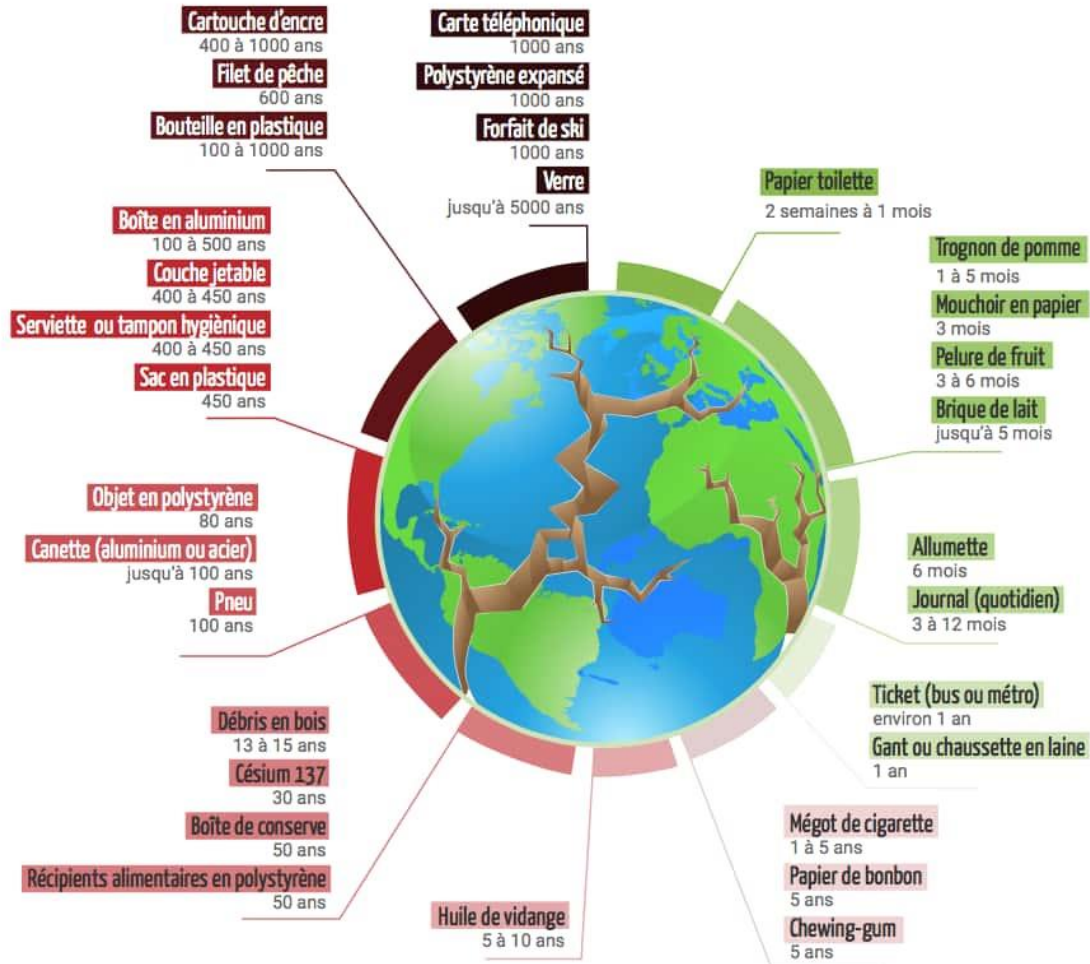 Cartouche d'encre
400 à 1000 ans
Filet de pêche
600 ans
Bouteille en plastique
100 à 1000 ans
Carte téléphonique
1000 ans
Polystyrène expansé
1000 ans
Forfait de ski
1000 ans
Verre
jusqu'à 5000 ans
Papier toilette
2 semaines à 1 mois
Trognon de pomme
1 à 5 mois
Mouchoir en papier
3 mois
Pelure de fruit
3 à 6 mois
Brique de lait
jusqu'à 5 mois
Boîte en aluminium
100 à 500 ans
Couche jetable
400 à 450 ans
Serviette ou tampon hygiènique
400 à 450 ans
Sac en plastique
450 ans
Objet en polystyrène
80 ans
Canette (aluminium ou acier)
jusqu'à 100 ans
Pneu
100 ans
Allumette
6 mois
Journal (quotidien)
3 à 12 mois
Ticket (bus ou métro)
environ 1 an
Gant ou chaussette en laine
1 an
Débris en bois
13 à 15 ans
Césium 137
30 ans
Boîte de conserve
50 ans
Récipients alimentaires en polystyrène
50 ans
Huile de vidange
5 à 10 ans
Mégot de cigarette
1 à 5 ans
Papier de bonbon
5 ans
Chewing-gum
5 ans